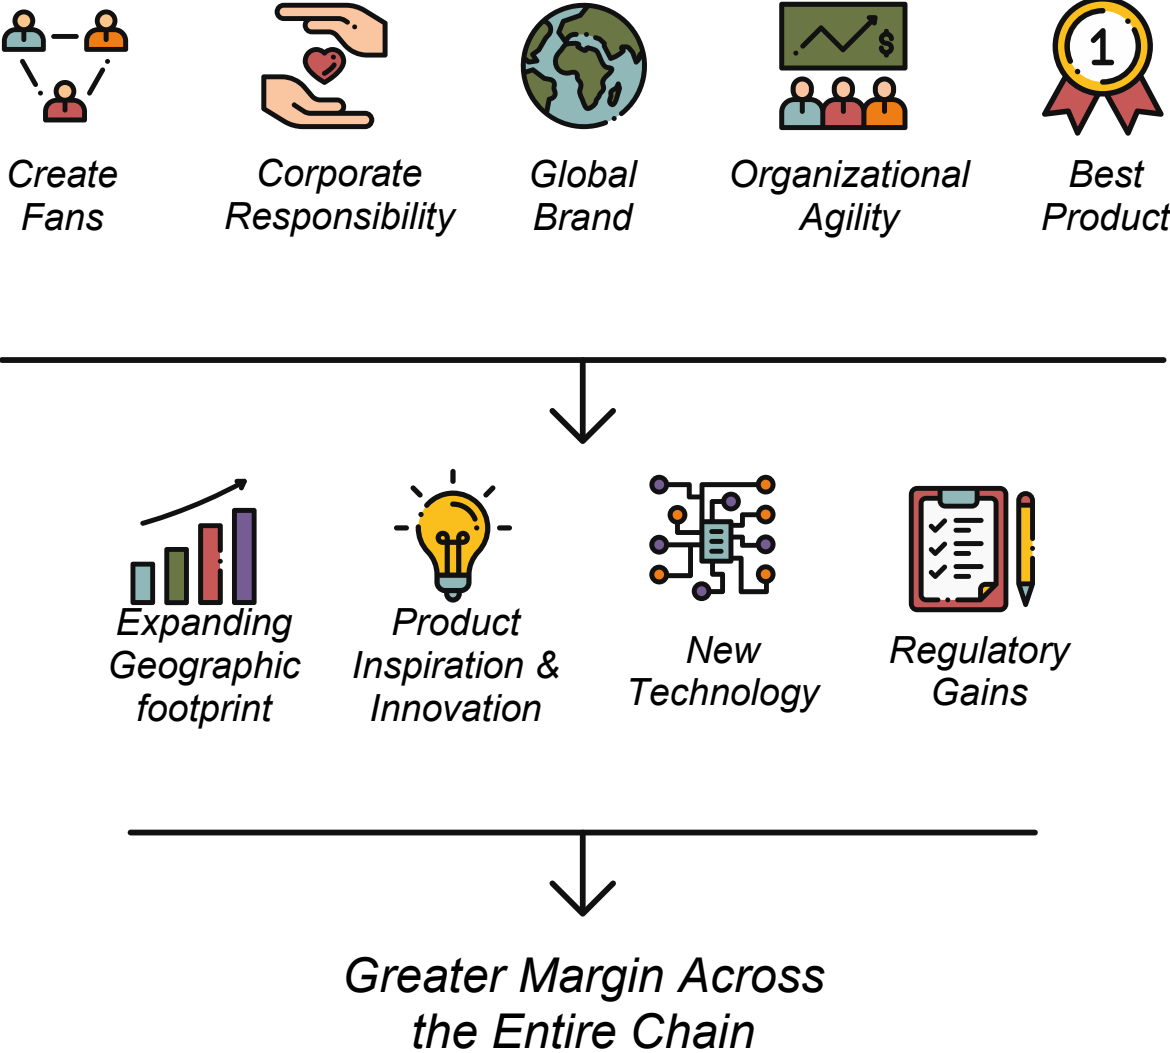 $
1
Create
Fans
Corporate
Responsibility
Global
Brand
Organizational
Agility
Best
Product
Expanding
Geographic
footprint
Product
Inspiration &
Innovation
New
Technology
Regulatory
Gains
Greater Margin Across
the Entire Chain